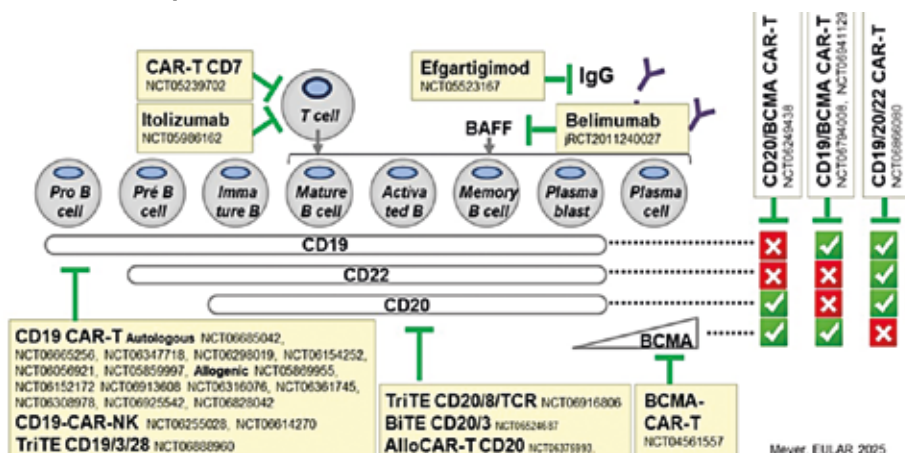 CAR-T CD7
NCT05239702
Itolizumab
NCT05986162
T cell
Efgartigimod
NCT05523167
IgG
BAFF
Belimumab
jRCT2011240027
CD20/BCMA CAR-T
NCT06249438
CD19/BCMA CAR-T
NCT06794008, NCT06941129
CD19/20/22 CAR-T
NCT06866080
Pro B
cell
Pré B
cell
Imma
ture B
Mature
B cell
Activa
ted B
Memory
B cell
Plasma
blast
Plasma
cell
CD19
CD22
CD20
BCMA
CD19 CAR-T Autologous NCT06685042,
NCT06665256, NCT06347718, NCT06298019, NCT06154252,
NCT06056921, NCT05859997, Allogenic NCT05869955,
NCT06152172 NCT06913608 NCT06316076, NCT06361745,
NCT06308978, NCT06925542, NCT06828042
CD19-CAR-NK NCT06255028, NCT06614270
TriTE CD19/3/28 NCT06888960
TriTE CD20/8/TCR NCT06916806
BiTE CD20/3 NCT06524687
AlloCAR-T CD20 NCT06375993,
BCMA-
CAR-T
NCT04561557
Meyer, EULAR 2025